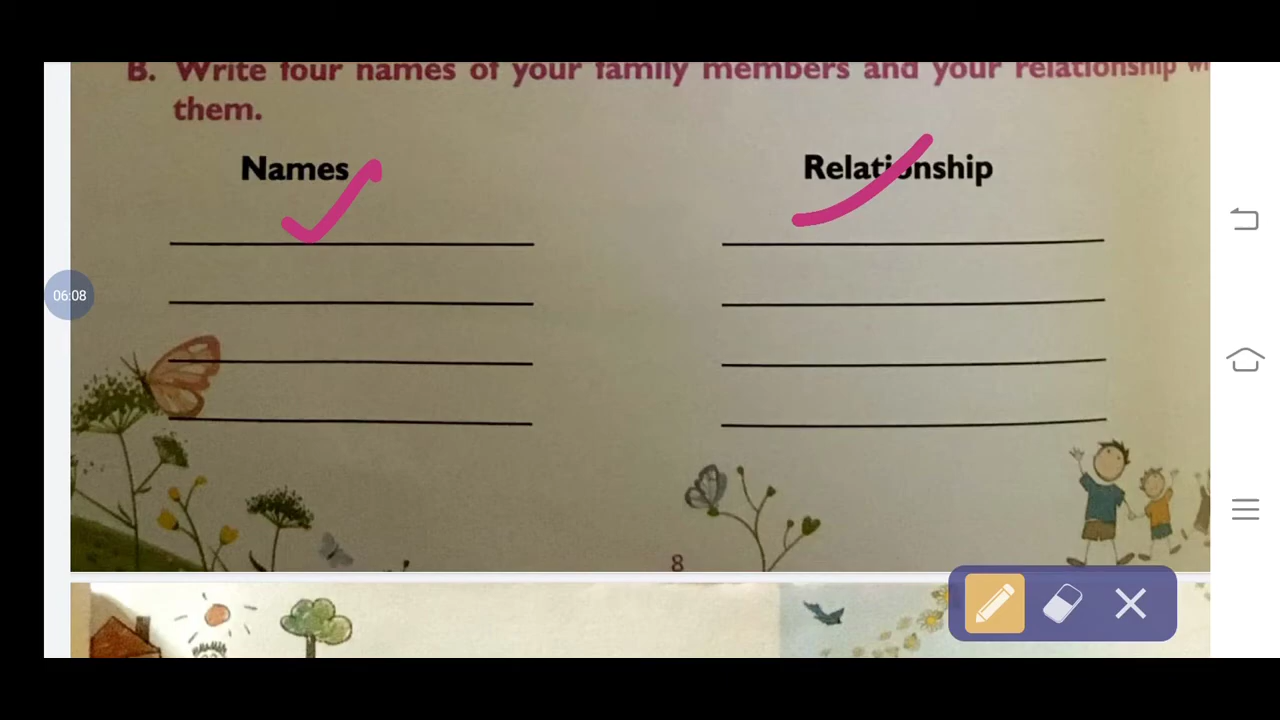 B. Write four names of your family members and your relationship
them.
Names
Relationship
06:08
8